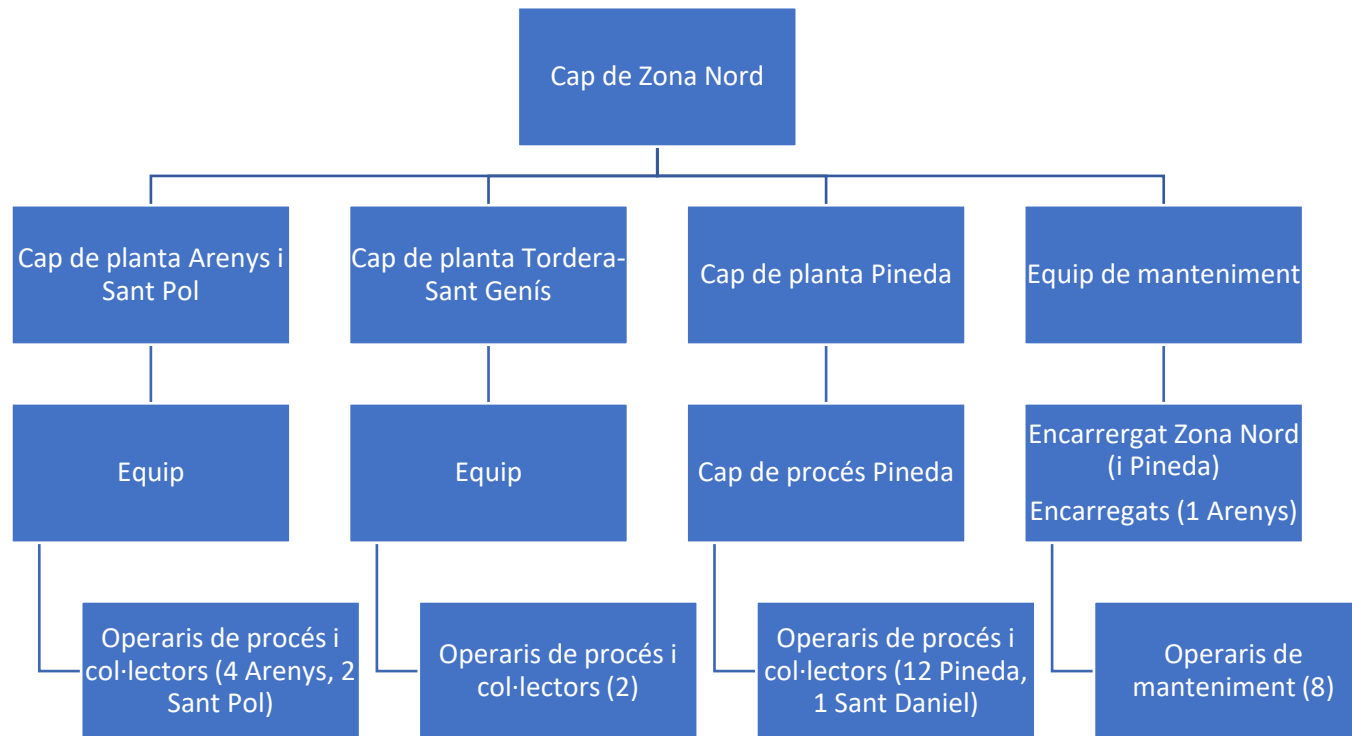 Cap de Zona Nord
Cap de planta Arenys i
Sant Pol
Cap de planta Tordera-
Sant Genís
Cap de planta Pineda
Equip de manteniment
Equip
Equip
Cap de procés Pineda
Encarrergat Zona Nord
(i Pineda)
Encarregats (1 Arenys)
Operaris de procés i
col·lectors (4 Arenys, 2
Sant Pol)
Operaris de procés i
col·lectors (2)
Operaris de procés i
col·lectors (12 Pineda,
1 Sant Daniel)
Operaris de
manteniment (8)